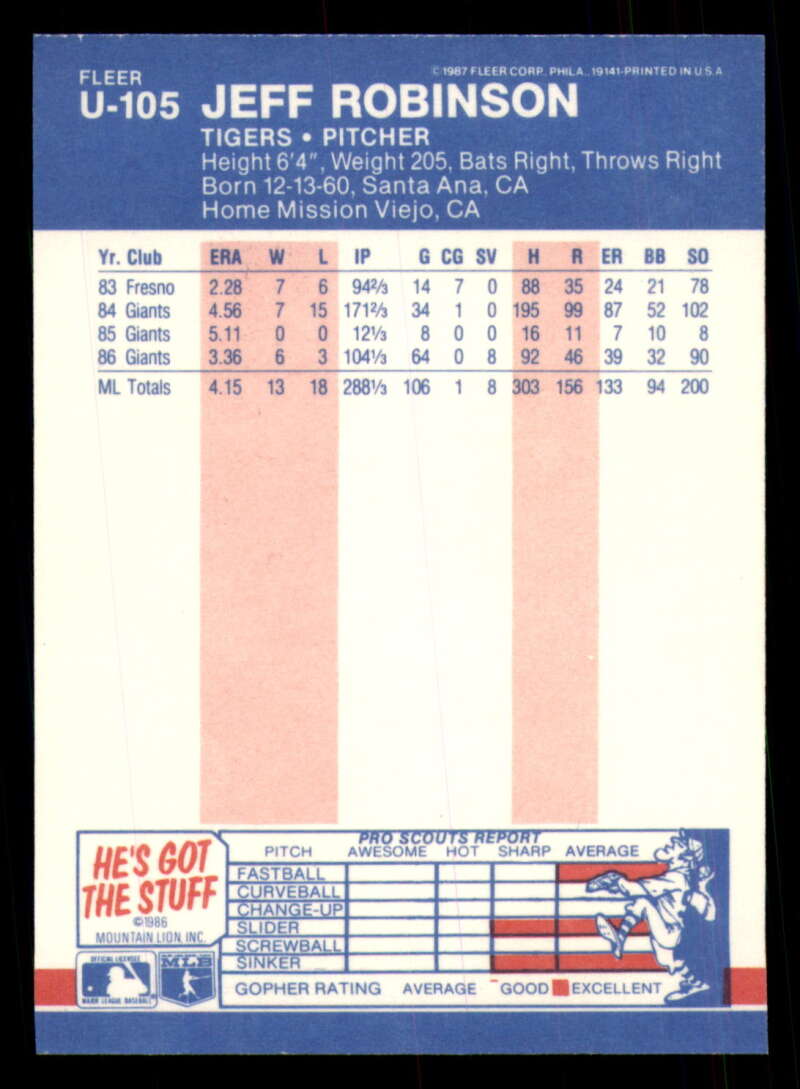 FLEER
©1987 FLEER CORP. PHILA., 19141-PRINTED IN U.S.A
U-105 JEFF ROBINSON
TIGERS • PITCHER
Height 6'4", Weight 205, Bats Right, Throws Right
Born 12-13-60, Santa Ana, CA
Home Mission Viejo, CA
Yr. Club ERA W L IP G CG SV H R ER BB SO
83 Fresno 2.28 7 6 94⅔ 14 7 0 88 35 24 21 78
84 Giants 4.56 7 15 171⅔ 34 1 0 195 99 87 52 102
85 Giants 5.11 0 0 12⅓ 8 0 0 16 11 7 10 8
86 Giants 3.36 6 3 104⅓ 64 0 8 92 46 39 32 90
ML Totals 4.15 13 18 288⅓ 106 1 8 303 156 133 94 200
HE'S GOT
THE STUFF
©1986
MOUNTAIN LION, INC.
OFFICIAL LICENSEE
MAJOR LEAGUE BASEBALL
MLB
PRO SCOUTS REPORT
PITCH AWESOME HOT SHARP AVERAGE
FASTBALL
CURVEBALL
CHANGE-UP
SLIDER
SCREWBALL
SINKER
GOPHER RATING AVERAGE GOOD EXCELLENT